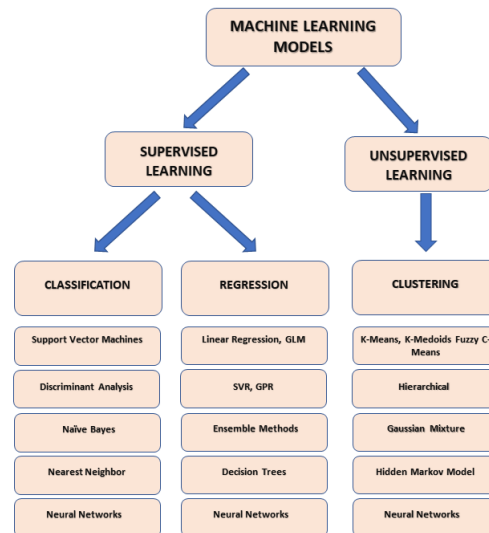 MACHINE LEARNING
MODELS
SUPERVISED
LEARNING
UNSUPERVISED
LEARNING
CLASSIFICATION
REGRESSION
CLUSTERING
Support Vector Machines
Linear Regression, GLM
K-Means, K-Medoids Fuzzy C-
Means
Discriminant Analysis
SVR, GPR
Hierarchical
Naïve Bayes
Ensemble Methods
Gaussian Mixture
Nearest Neighbor
Decision Trees
Hidden Markov Model
Neural Networks
Neural Networks
Neural Networks